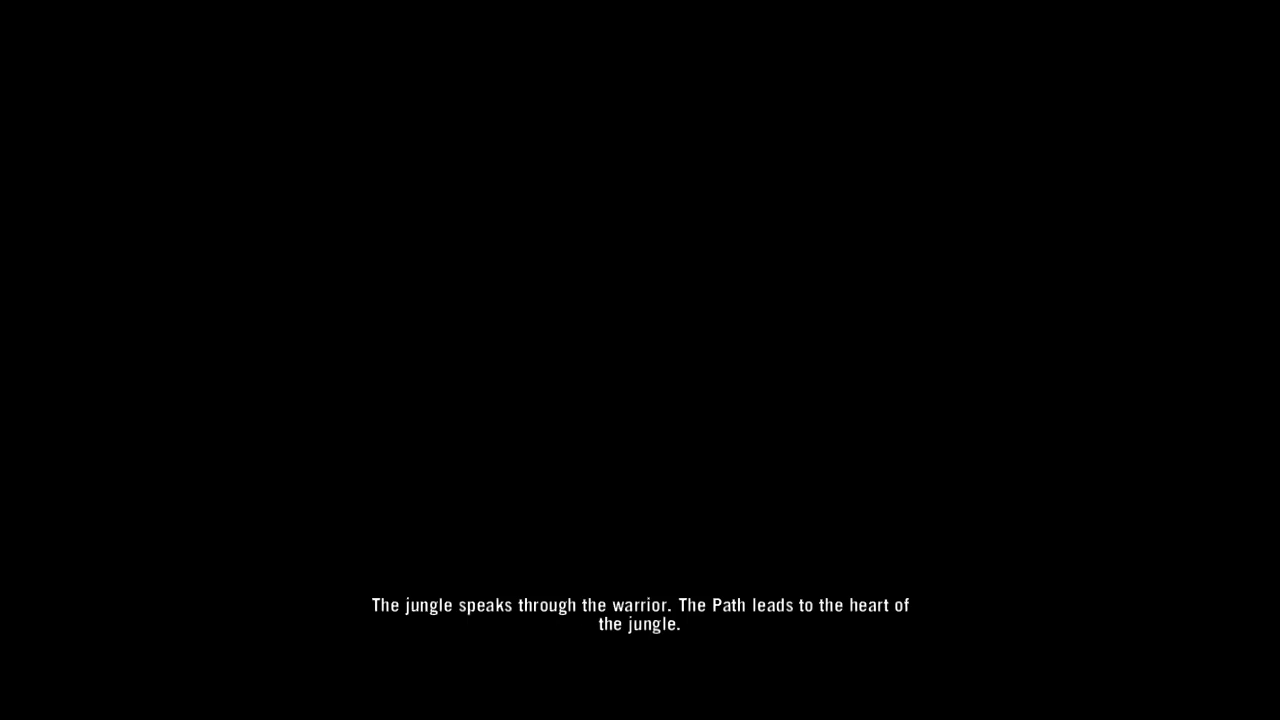 The jungle speaks through the warrior. The Path leads to the heart of
the jungle.